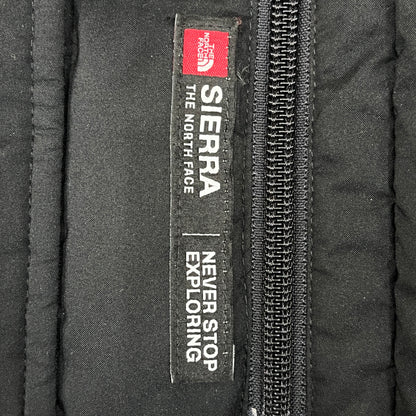 THE
NORTH
FACE
SIERRA
THE NORTH FACE
NEVER STOP
EXPLORING